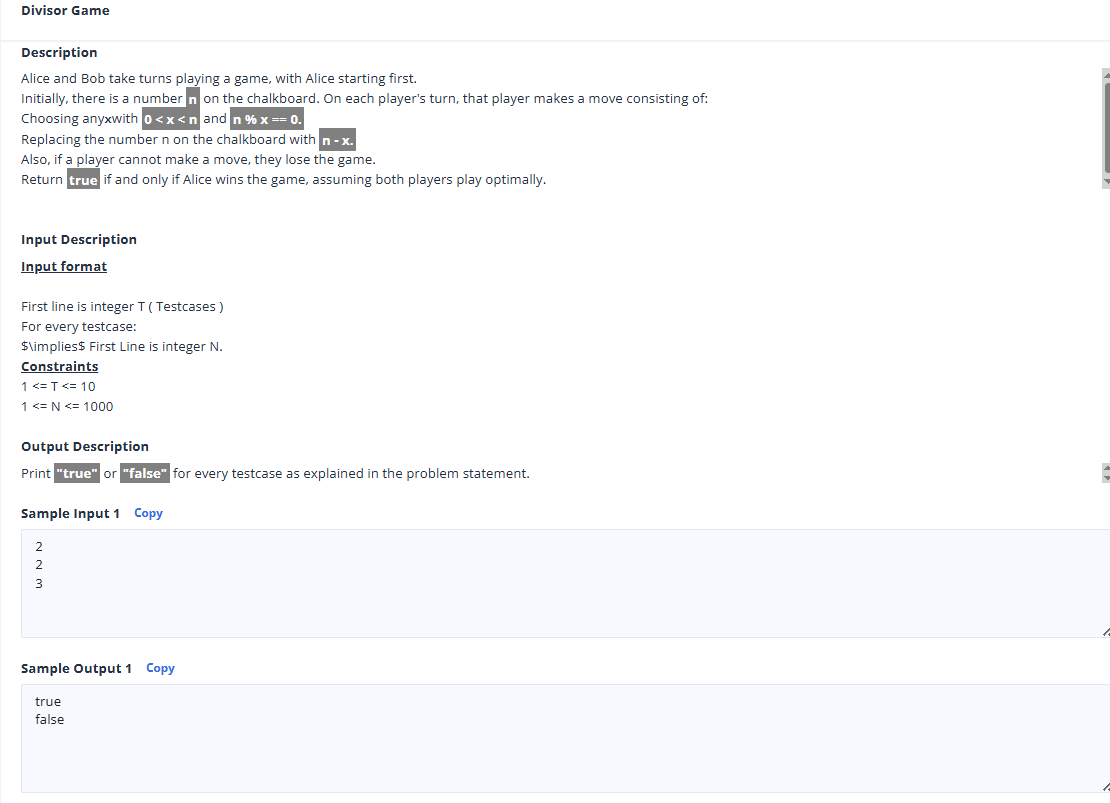 Divisor Game
Description
Alice and Bob take turns playing a game, with Alice starting first.
Initially, there is a number n on the chalkboard. On each player's turn, that player makes a move consisting of:
Choosing anyxwith 0 < x < n and n % x == 0.
Replacing the number n on the chalkboard with n - x.
Also, if a player cannot make a move, they lose the game.
Return true if and only if Alice wins the game, assuming both players play optimally.
Input Description
Input format
First line is integer T ( Testcases )
For every testcase:
$\implies$ First Line is integer N.
Constraints
1 <= T <= 10
1 <= N <= 1000
Output Description
Print "true" or "false" for every testcase as explained in the problem statement.
Sample Input 1 Copy
2
2
3
Sample Output 1 Copy
true
false